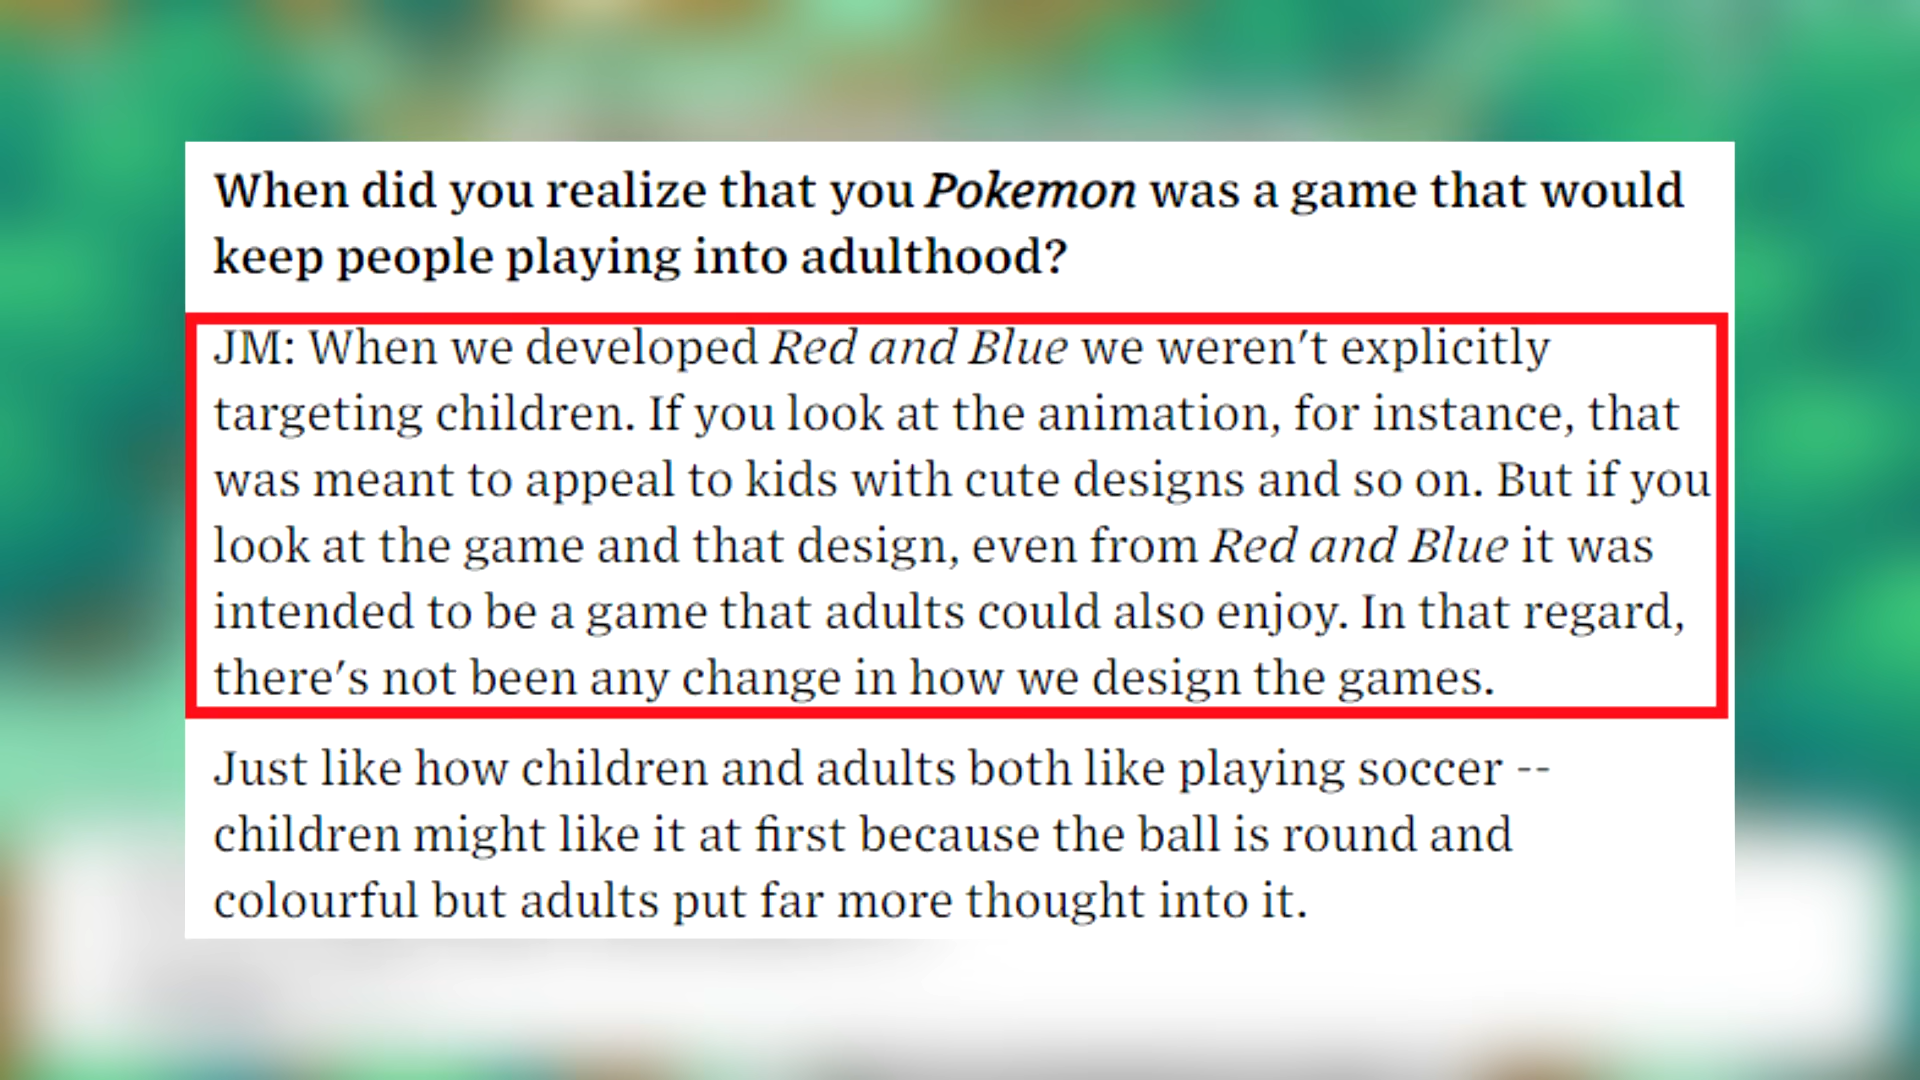 When did you realize that you Pokemon was a game that would
keep people playing into adulthood?
JM: When we developed Red and Blue we weren't explicitly
targeting children. If you look at the animation, for instance, that
was meant to appeal to kids with cute designs and so on. But if you
look at the game and that design, even from Red and Blue it was
intended to be a game that adults could also enjoy. In that regard,
there's not been any change in how we design the games.
Just like how children and adults both like playing soccer --
children might like it at first because the ball is round and
colourful but adults put far more thought into it.